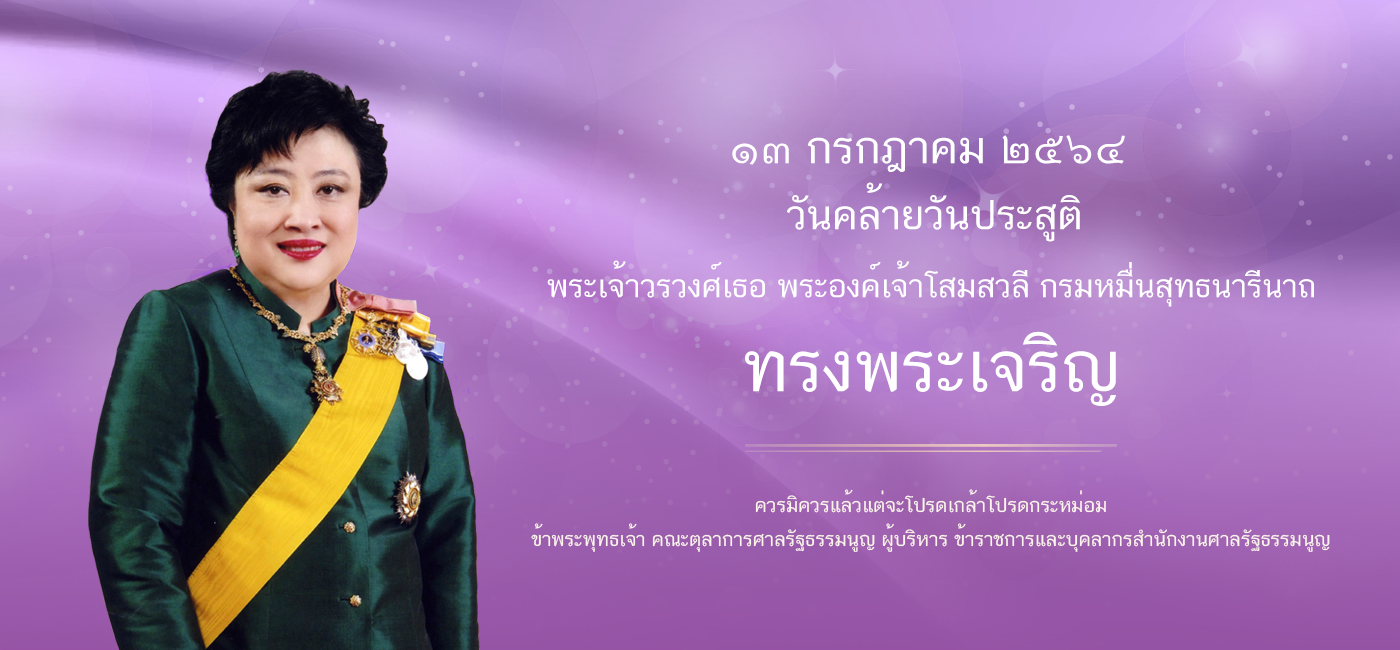 ๑๓ กรกฎาคม ๒๕๖๔
วันคล้ายวันประสูติ
พระเจ้าวรวงศ์เธอ พระองค์เจ้าโสมสวลี กรมหมื่นสุทธนารีนาถ
ทรงพระเจริญ
ควรมิควรแล้วแต่จะโปรดเกล้าโปรดกระหม่อม
ข้าพระพุทธเจ้า คณะตุลาการศาลรัฐธรรมนูญ ผู้บริหาร ข้าราชการและบุคลากรสำนักงานศาลรัฐธรรมนูญ